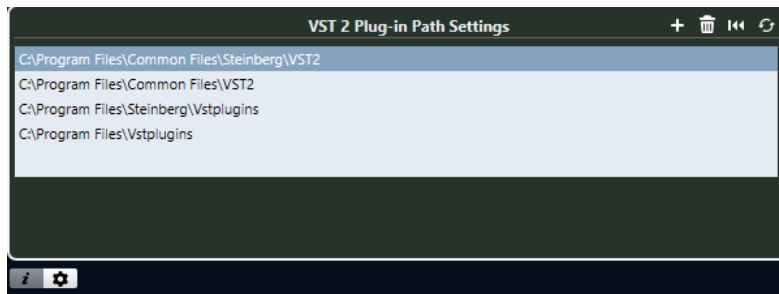 VST 2 Plug-in Path Settings
C:\Program Files\Common Files\Steinberg\VST2
C:\Program Files\Common Files\VST2
C:\Program Files\Steinberg\Vstplugins
C:\Program Files\Vstplugins
i